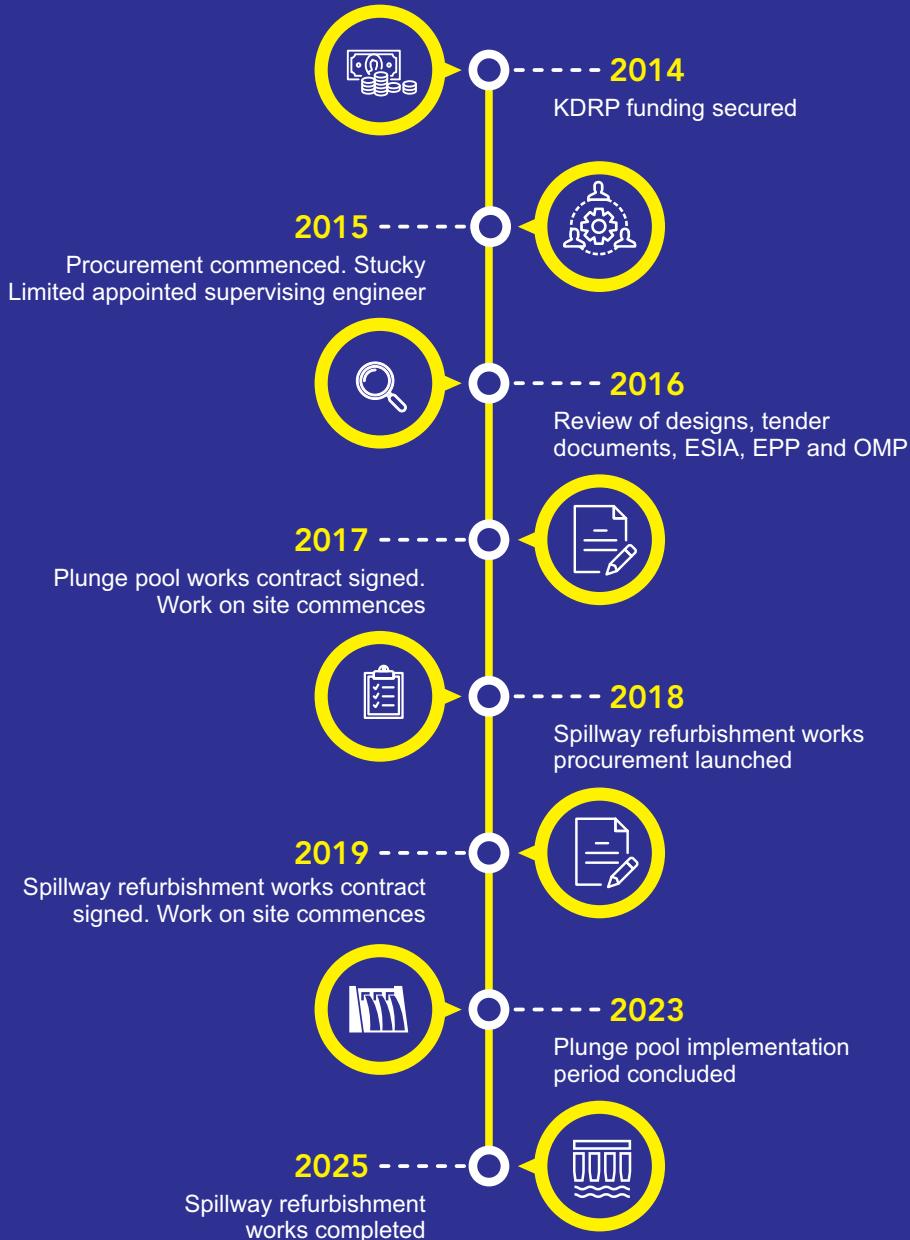 2014
KDRP funding secured
2015
Procurement commenced. Stucky
Limited appointed supervising engineer
2016
Review of designs, tender
documents, ESIA, EPP and OMP
2017
Plunge pool works contract signed.
Work on site commences
2018
Spillway refurbishment works
procurement launched
2019
Spillway refurbishment works contract
signed. Work on site commences
2023
Plunge pool implementation
period concluded
2025
Spillway refurbishment
works completed